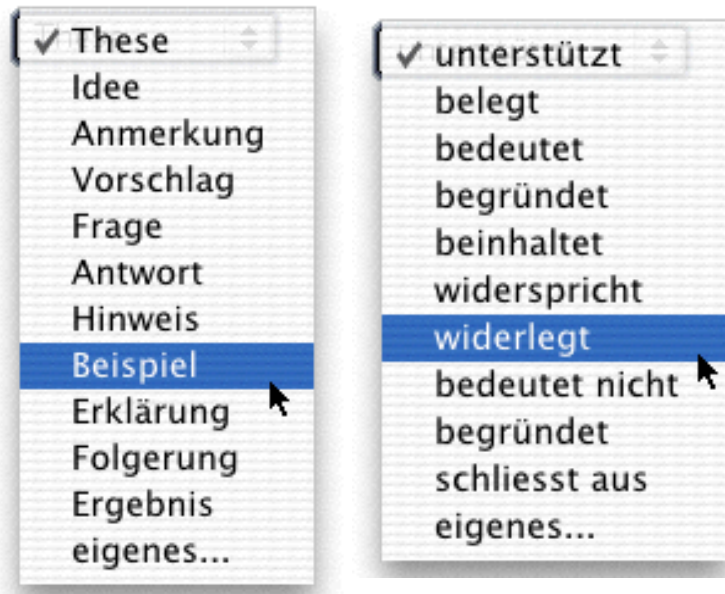 These
Idee
Anmerkung
Vorschlag
Frage
Antwort
Hinweis
Beispiel
Erklärung
Folgerung
Ergebnis
eigenes...
unterstützt
belegt
bedeutet
begründet
beinhaltet
widerspricht
widerlegt
bedeutet nicht
begründet
schliesst aus
eigenes...